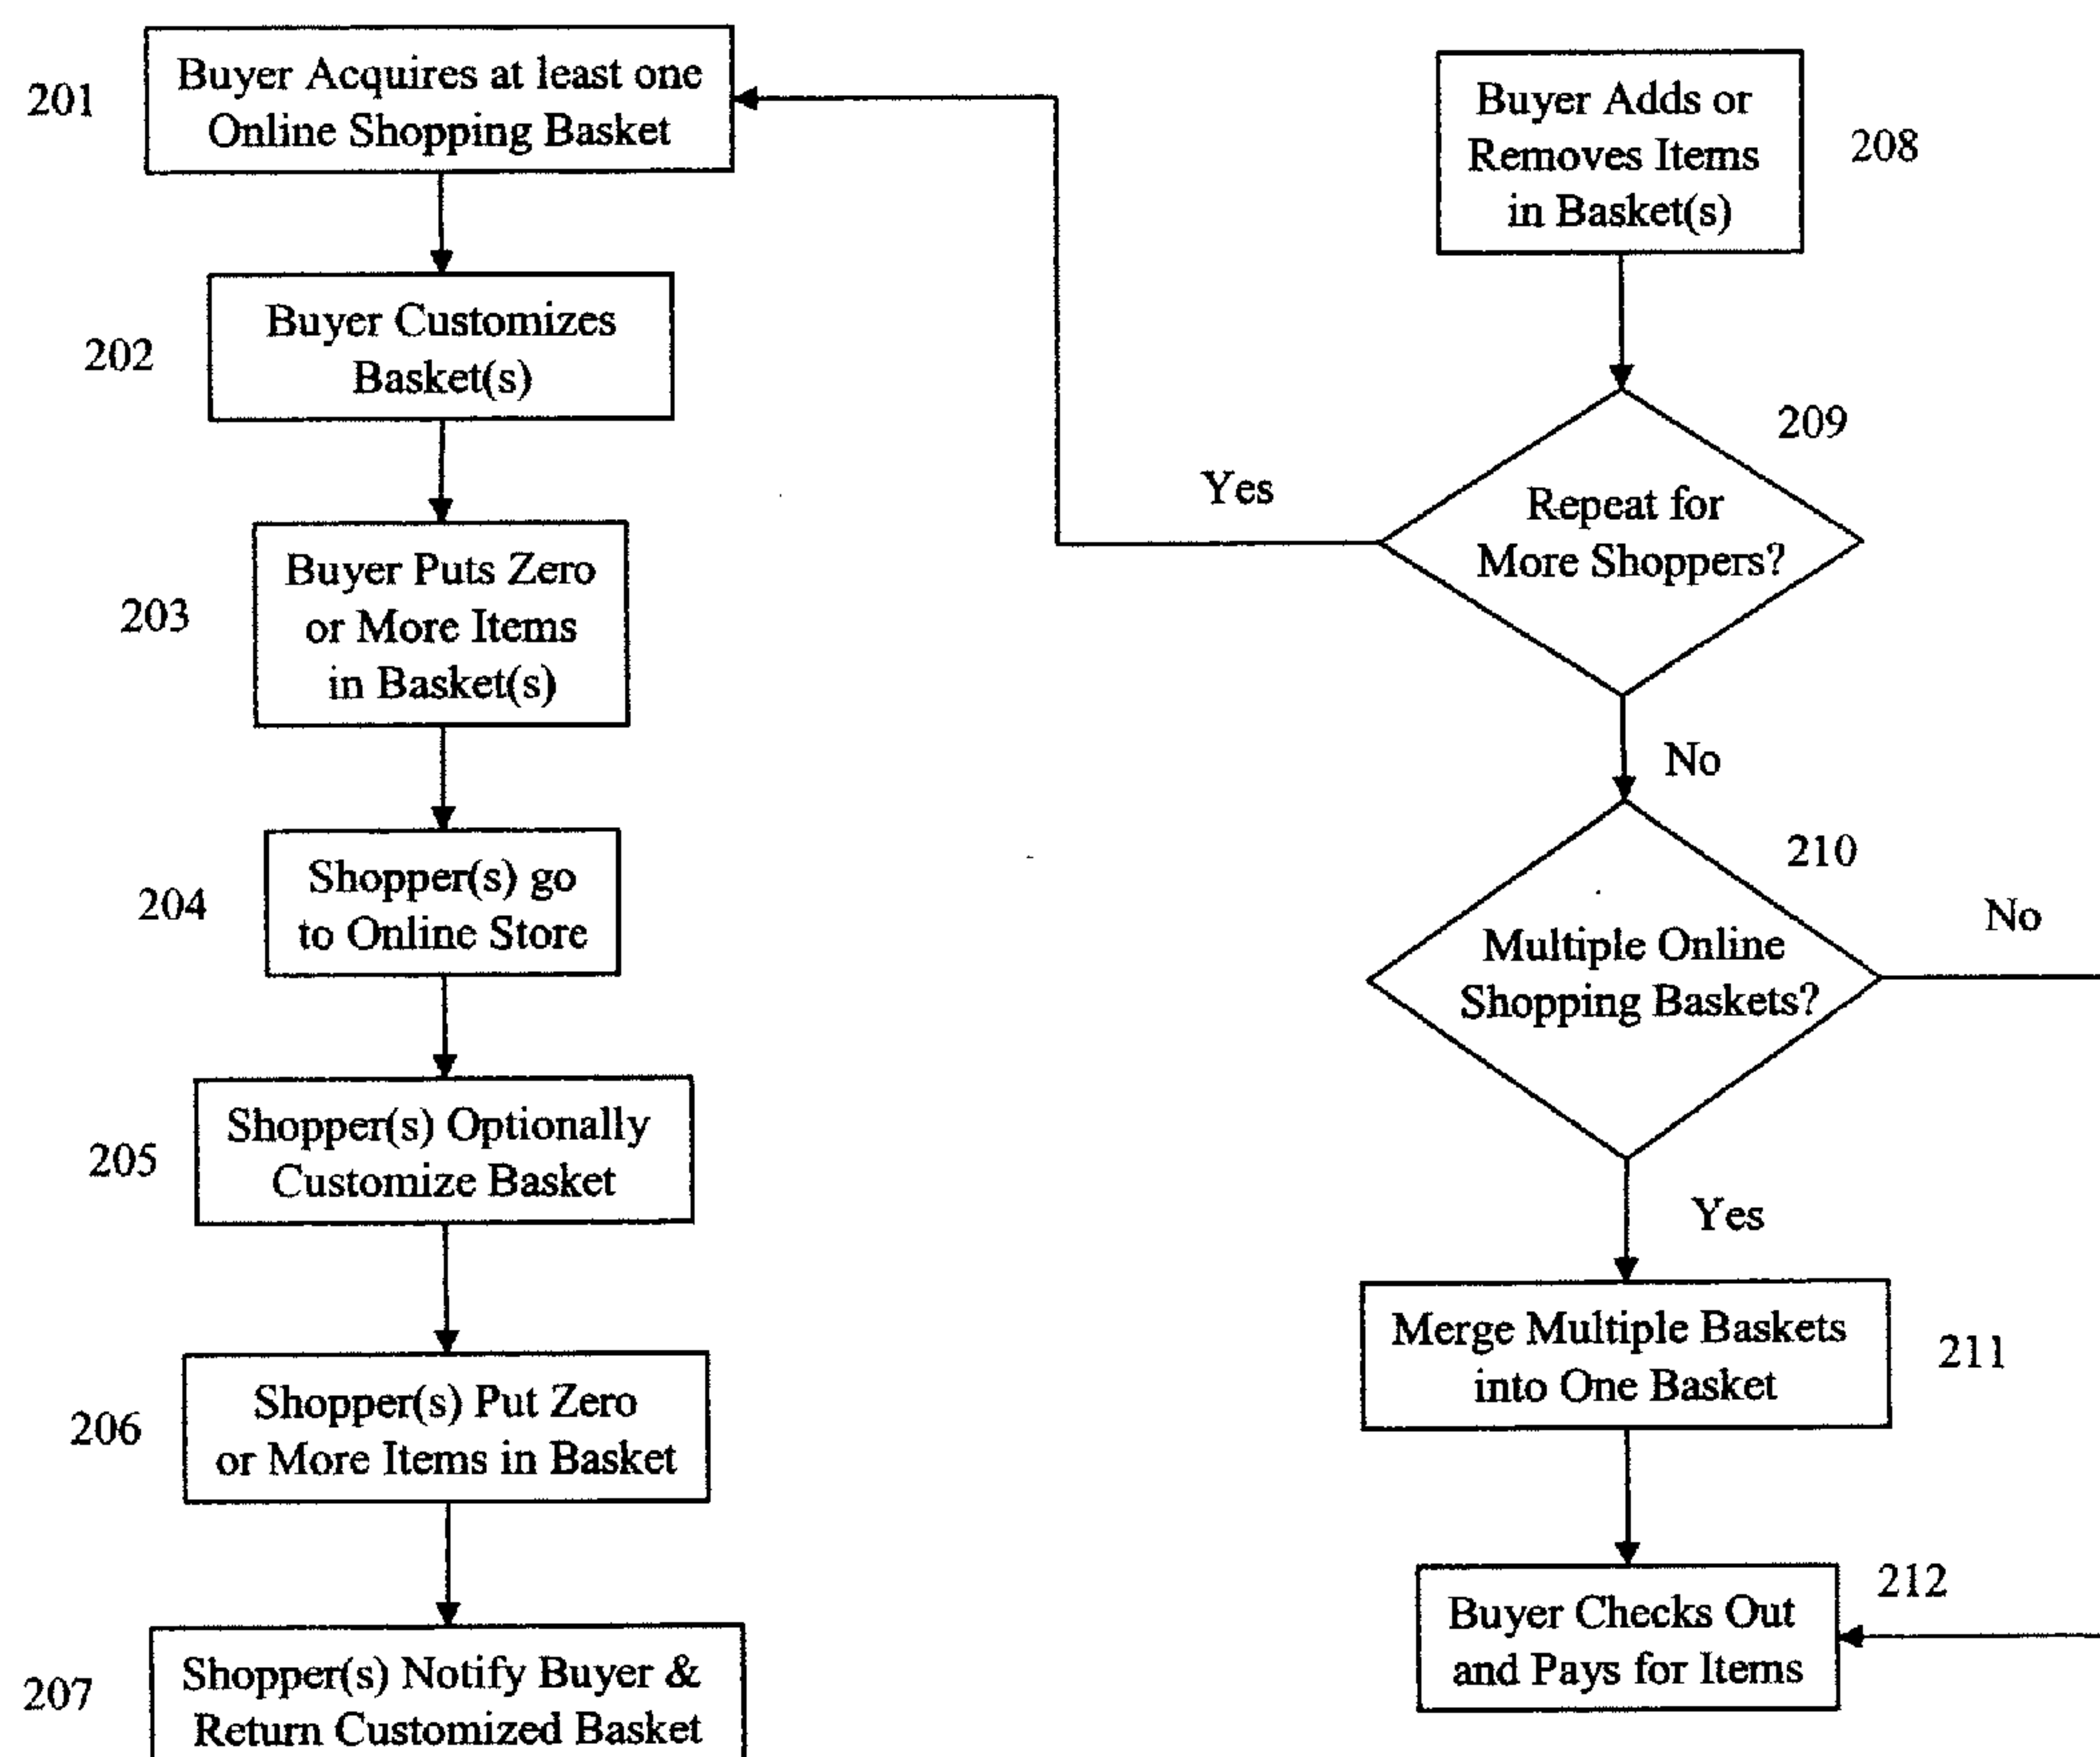 201
Buyer Acquires at least one
Online Shopping Basket
202
Buyer Customizes
Basket(s)
203
Buyer Puts Zero
or More Items
in Basket(s)
204
Shopper(s) go
to Online Store
205
Shopper(s) Optionally
Customize Basket
206
Shopper(s) Put Zero
or More Items in Basket
207
Shopper(s) Notify Buyer &
Return Customized Basket
Buyer Adds or
Removes Items
in Basket(s)
208
209
Yes
Repeat for
More Shoppers?
No
210
No
Multiple Online
Shopping Baskets?
Yes
Merge Multiple Baskets
into One Basket
211
212
Buyer Checks Out
and Pays for Items